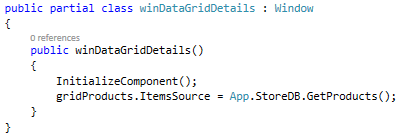 public partial class winDataGridDetails : Window
{
0 references
public winDataGridDetails()
{
InitializeComponent();
gridProducts.ItemsSource = App.StoreDB.GetProducts();
}
}